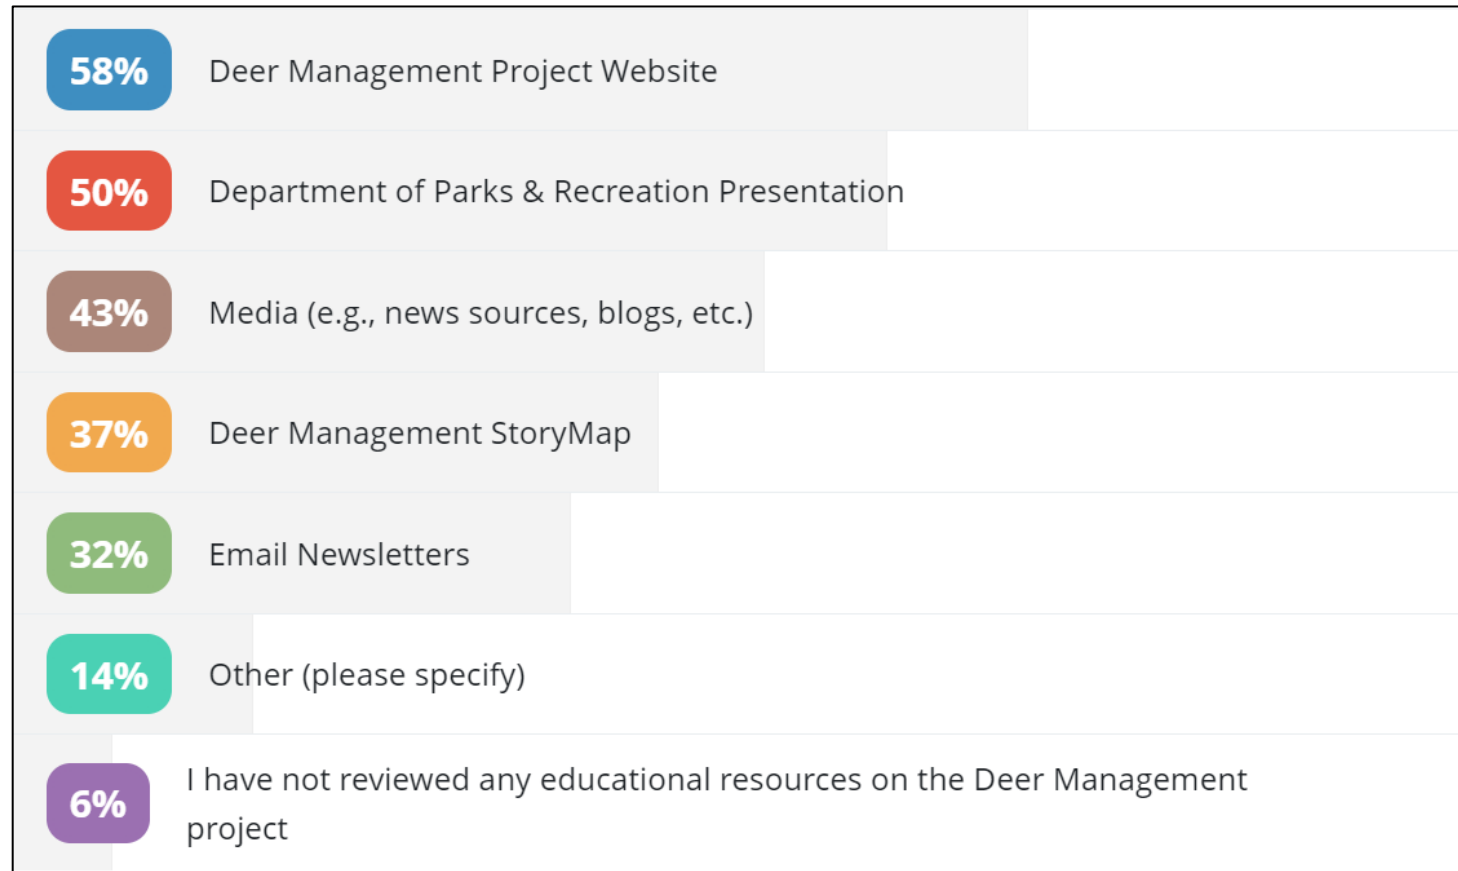 58% Deer Management Project Website
50% Department of Parks & Recreation Presentation
43% Media (e.g., news sources, blogs, etc.)
37% Deer Management StoryMap
32% Email Newsletters
14% Other (please specify)
6% I have not reviewed any educational resources on the Deer Management
project